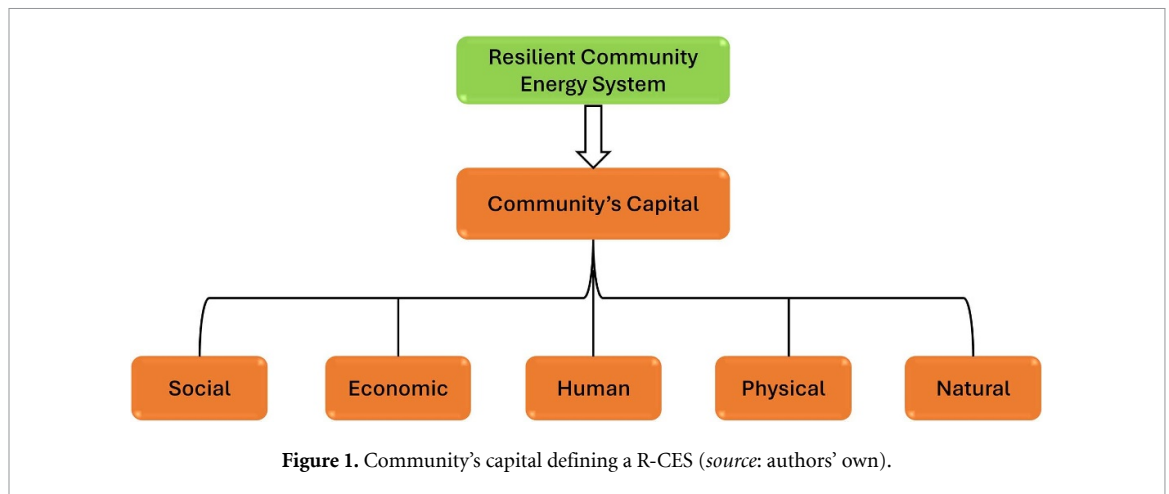 Resilient Community
Energy System
Community's Capital
Social
Economic
Human
Physical
Natural
Figure 1. Community’s capital defining a R-CES (source: authors’ own).